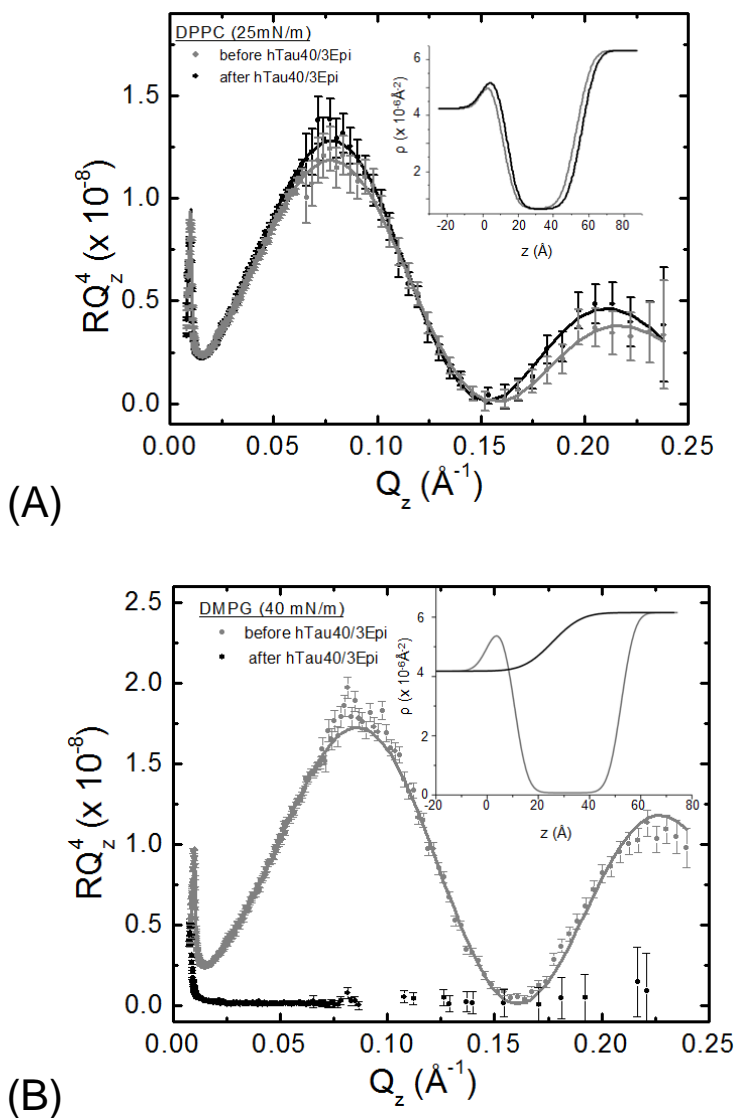 (A)
DPPC (25mN/m)
before hTau40/3Epi
after hTau40/3Epi
RQz4 (x 10-8)
1.5
1.0
0.5
0.0
0.00 0.05 0.10 0.15 0.20 0.25
Qz (Å-1)
ρ (x 10-6Å-2)
6
4
2
-20 0 20 40 60 80
z (Å)
(B)
DMPG (40 mN/m)
before hTau40/3Epi
after hTau40/3Epi
RQz4 (x 10-8)
2.5
2.0
1.5
1.0
0.5
0.0
0.00 0.05 0.10 0.15 0.20 0.25
Qz (Å-1)
ρ (x 10-6Å-2)
6
4
2
0
-20 0 20 40 60 80
z (Å)